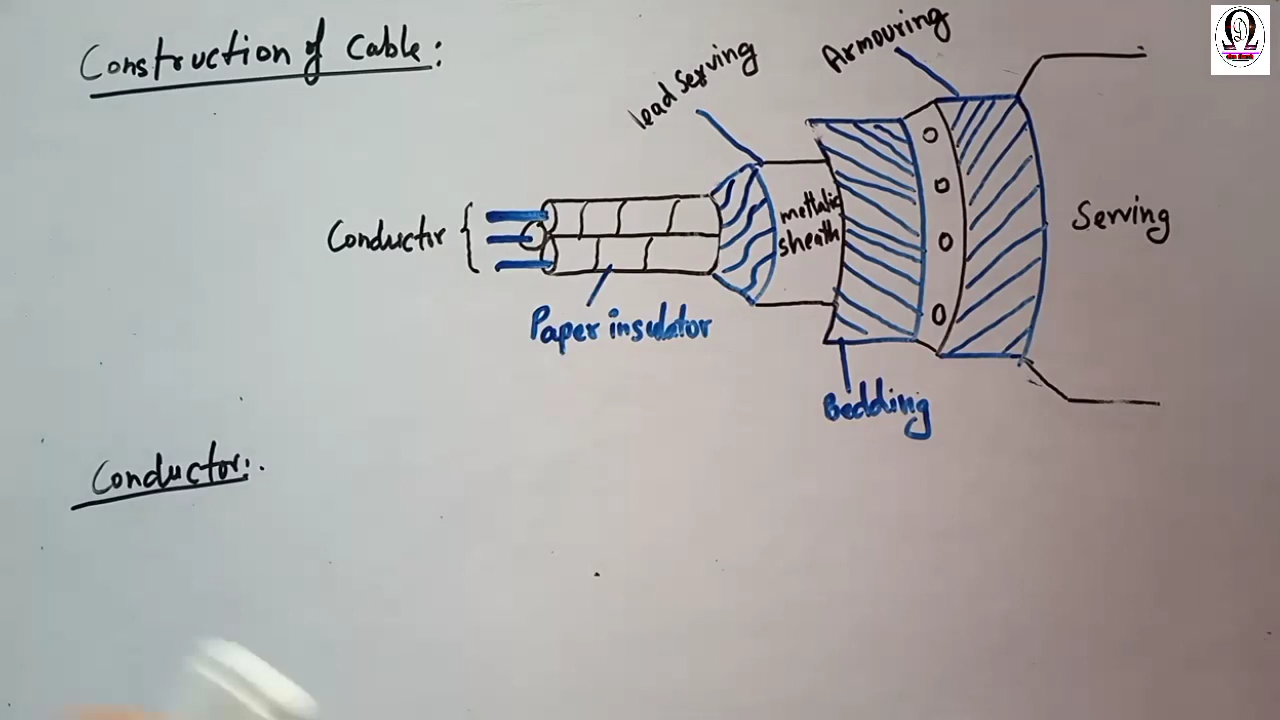 Construction of Cable:
lead Serving
Armouring
Conductor
mettalic
sheath
Serving
Paper insulator
Bedding
Conductor:.